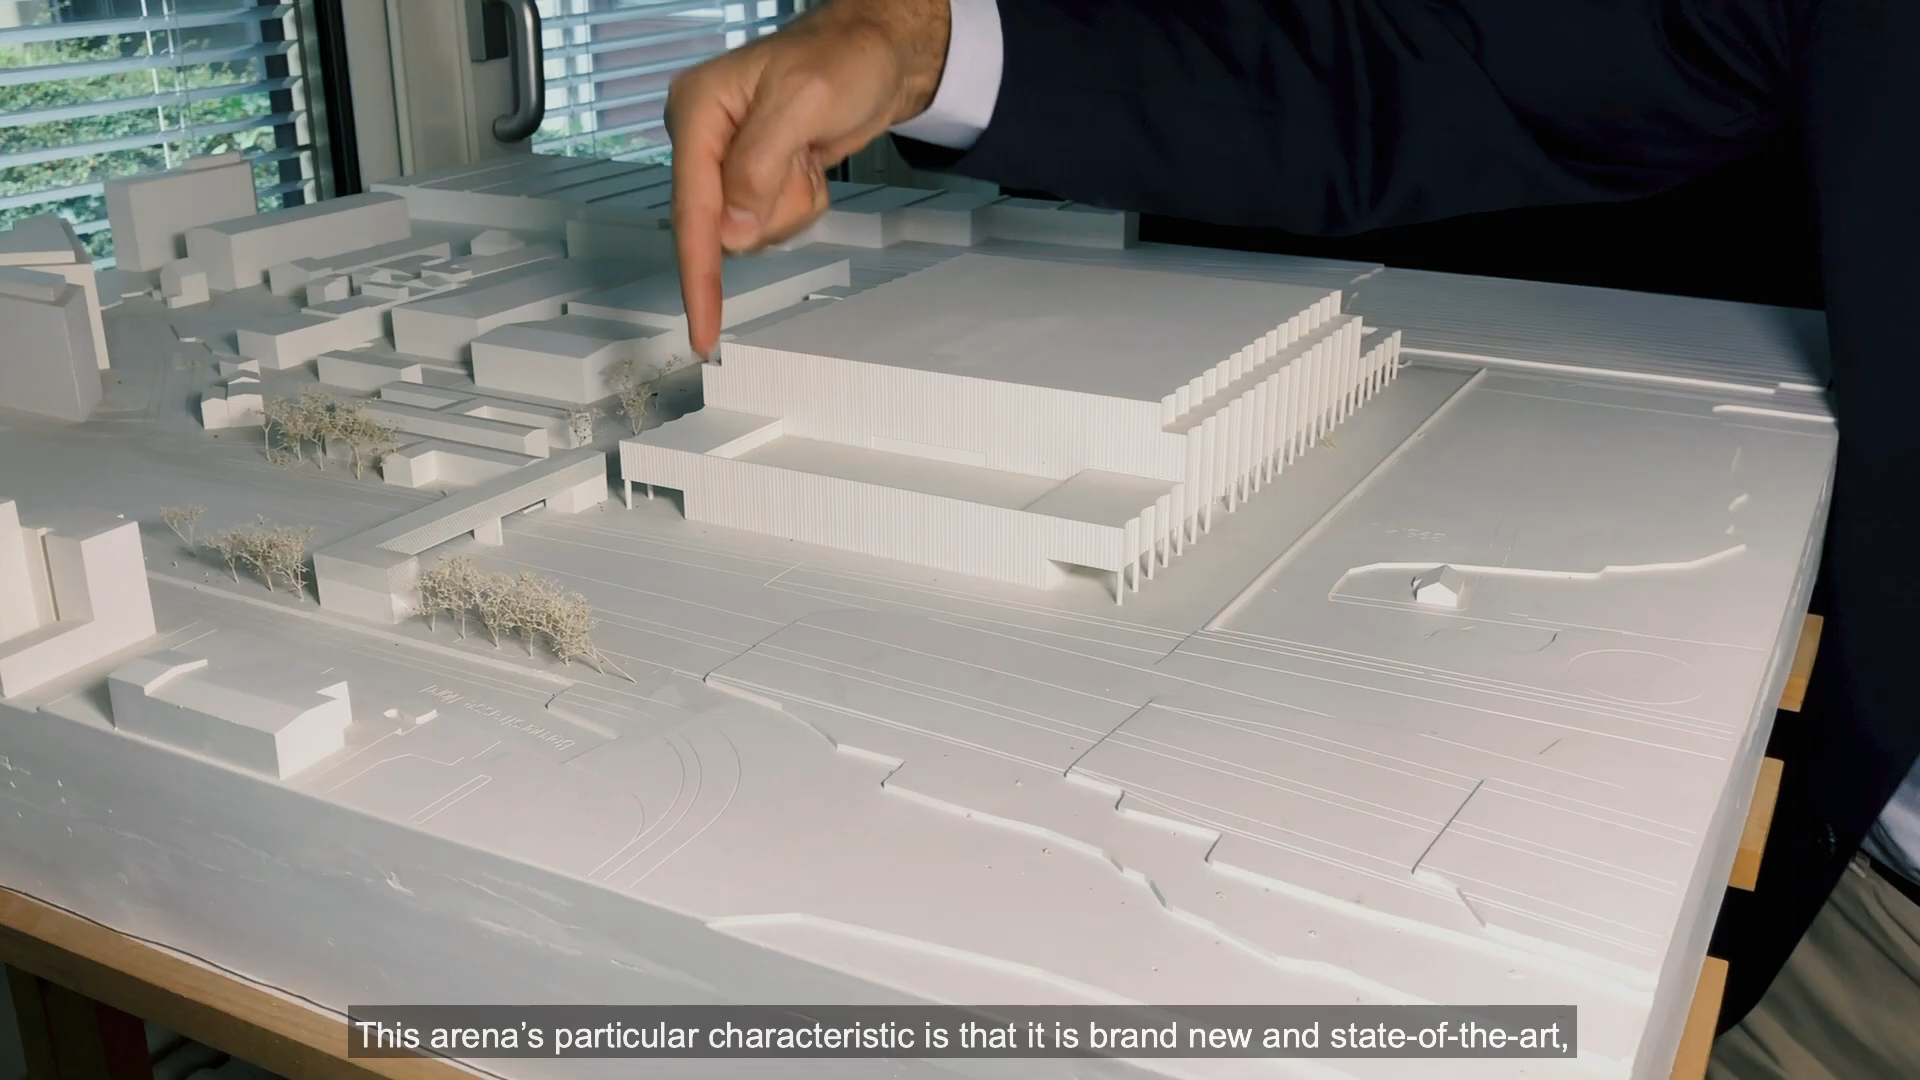 This arena’s particular characteristic is that it is brand new and state-of-the-art,